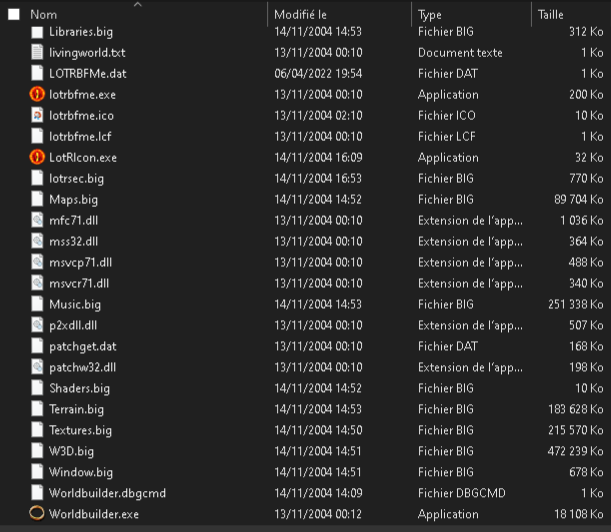 Nom Modifié le Type Taille
Libraries.big 14/11/2004 14:53 Fichier BIG 312 Ko
livingworld.txt 13/11/2004 00:10 Document texte 1 Ko
LOTRBFMe.dat 06/04/2022 19:54 Fichier DAT 1 Ko
lotrbfme.exe 13/11/2004 00:10 Application 200 Ko
lotrbfme.ico 13/11/2004 02:10 Fichier ICO 10 Ko
lotrbfme.lcf 13/11/2004 00:10 Fichier LCF 1 Ko
LotRIcon.exe 14/11/2004 16:09 Application 32 Ko
lotrsec.big 14/11/2004 16:53 Fichier BIG 770 Ko
Maps.big 14/11/2004 14:52 Fichier BIG 89 704 Ko
mfc71.dll 13/11/2004 00:10 Extension de l'app... 1 036 Ko
mss32.dll 13/11/2004 00:10 Extension de l'app... 364 Ko
msvcp71.dll 13/11/2004 00:10 Extension de l'app... 488 Ko
msvcr71.dll 13/11/2004 00:10 Extension de l'app... 340 Ko
Music.big 14/11/2004 14:53 Fichier BIG 251 338 Ko
p2xdll.dll 13/11/2004 00:10 Extension de l'app... 507 Ko
patchget.dat 13/11/2004 00:10 Fichier DAT 168 Ko
patchw32.dll 13/11/2004 00:10 Extension de l'app... 198 Ko
Shaders.big 14/11/2004 14:52 Fichier BIG 10 Ko
Terrain.big 14/11/2004 14:53 Fichier BIG 183 628 Ko
Textures.big 14/11/2004 14:50 Fichier BIG 215 570 Ko
W3D.big 14/11/2004 14:51 Fichier BIG 472 239 Ko
Window.big 14/11/2004 14:51 Fichier BIG 678 Ko
Worldbuilder.dbgcmd 14/11/2004 14:09 Fichier DBGCMD 1 Ko
Worldbuilder.exe 13/11/2004 00:12 Application 18 108 Ko